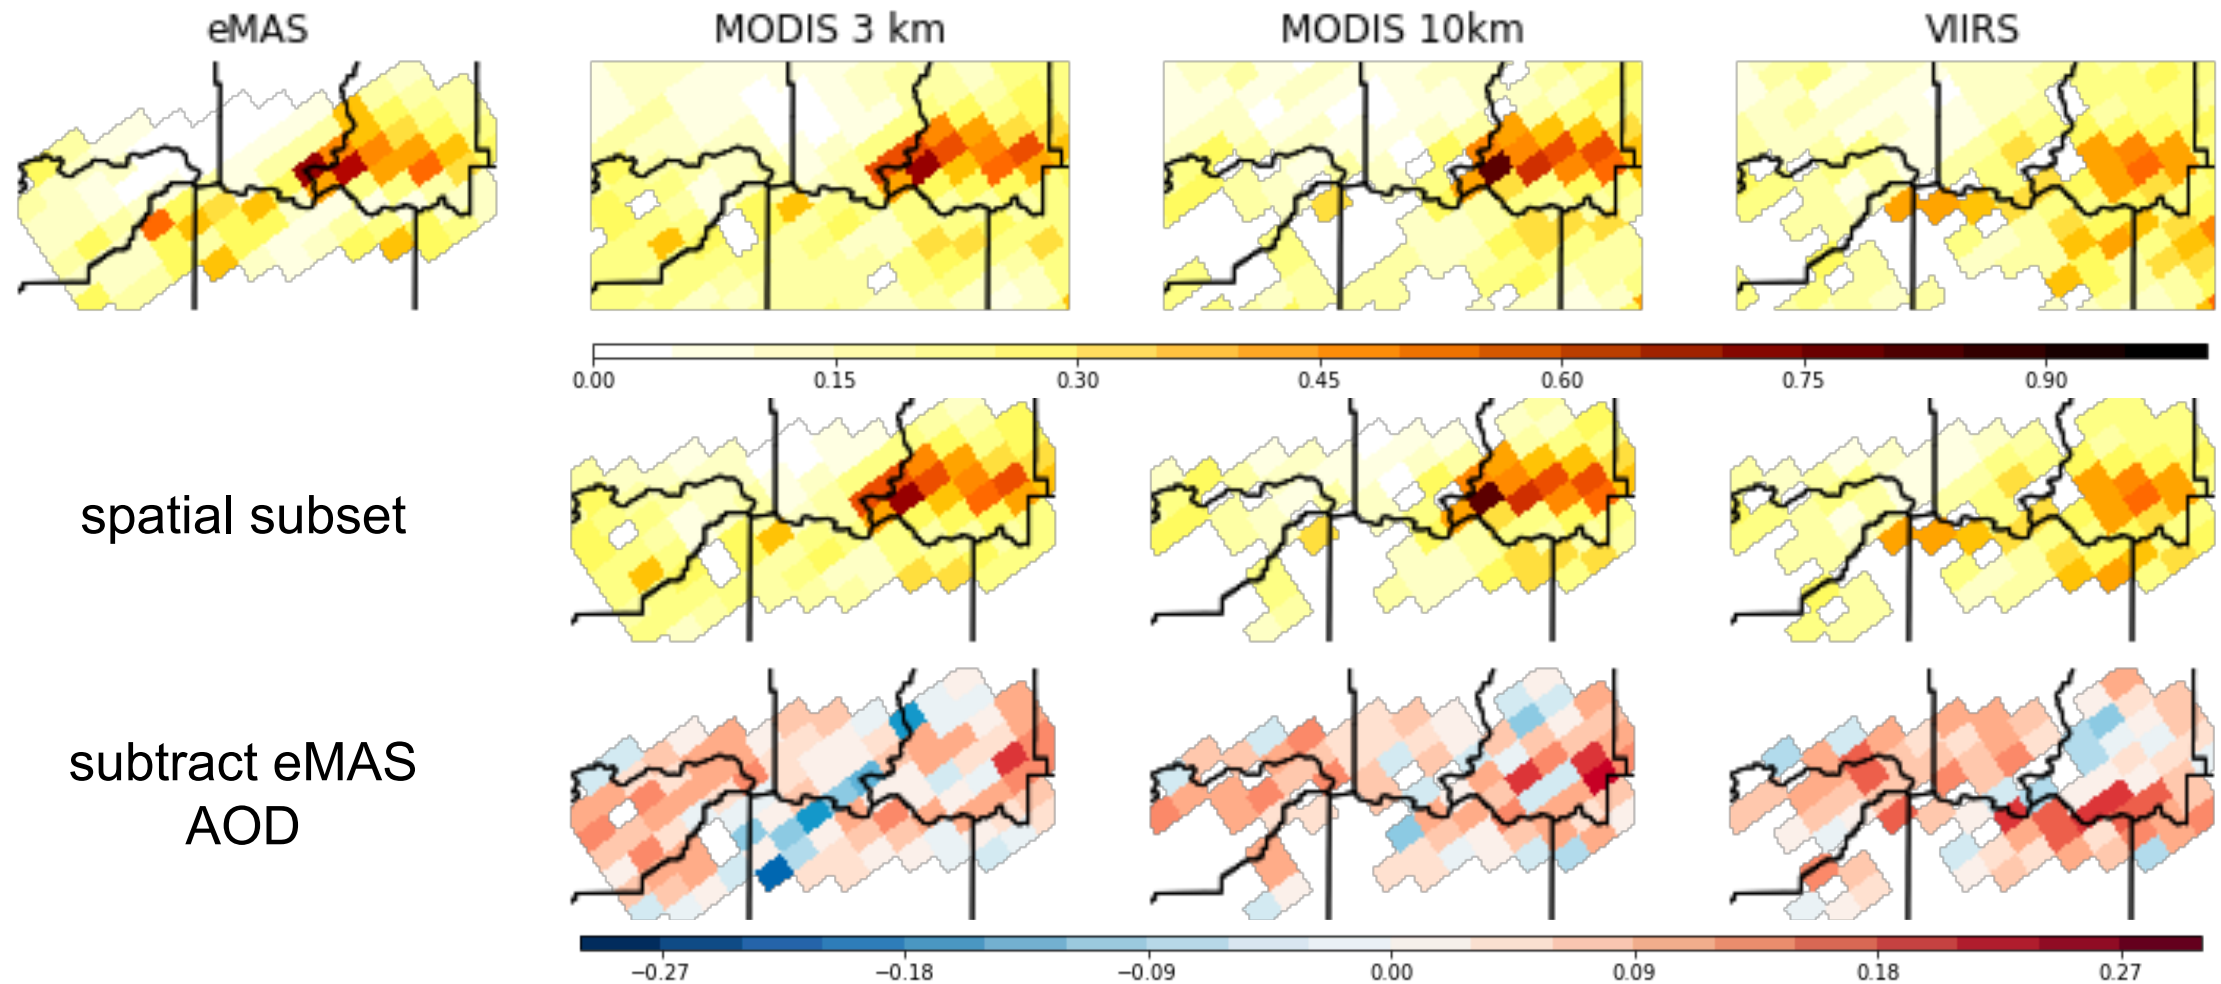 eMAS
MODIS 3 km
MODIS 10km
VIIRS
0.00
0.15
0.30
0.45
0.60
0.75
0.90
spatial subset
subtract eMAS
AOD
−0.27
−0.18
−0.09
0.00
0.09
0.18
0.27